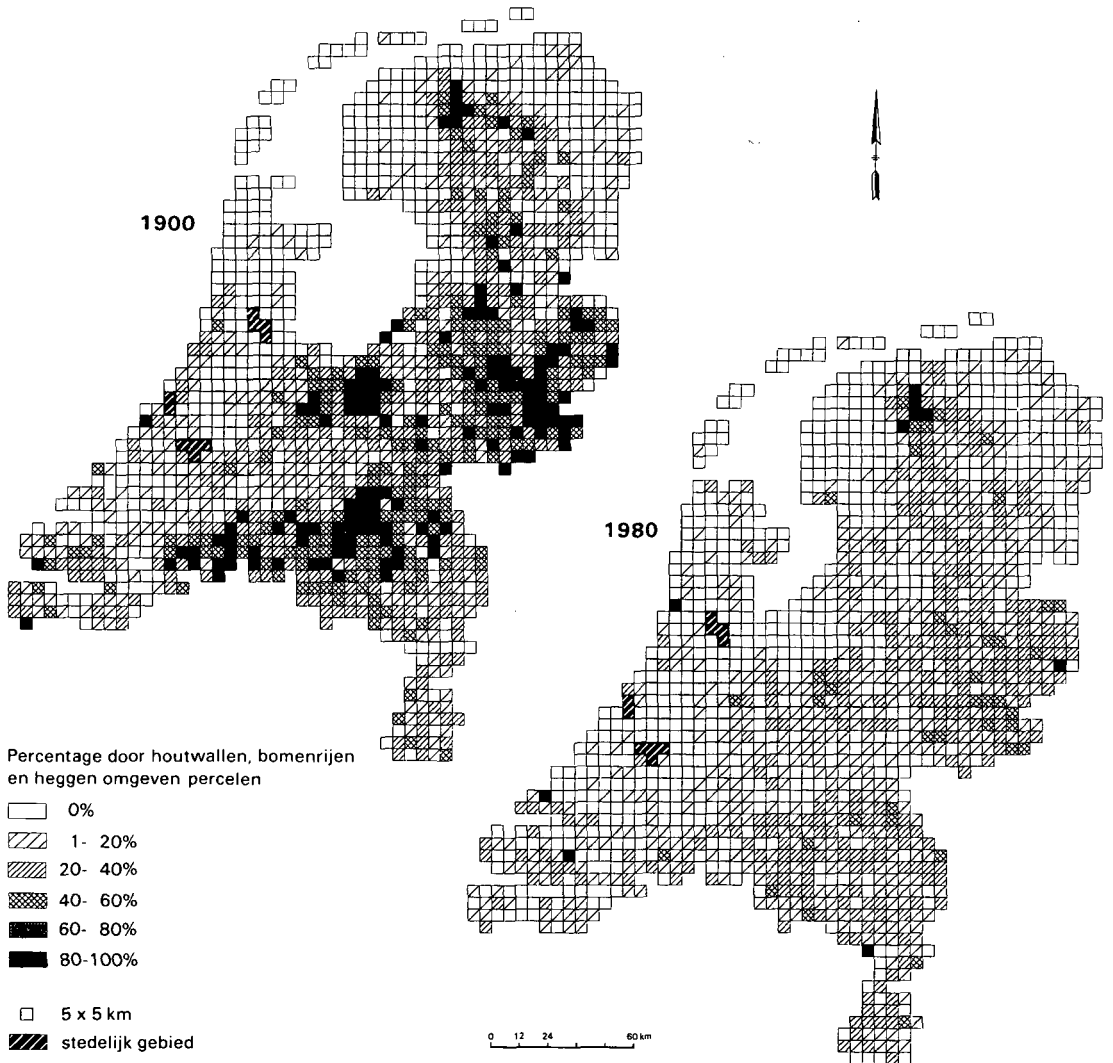 1900
1980
Percentage door houtwallen, bomenrijen
en heggen omgeven percelen
0%
1- 20%
20- 40%
40- 60%
60- 80%
80-100%
5 x 5 km
stedelijk gebied
0 12 24 60 km